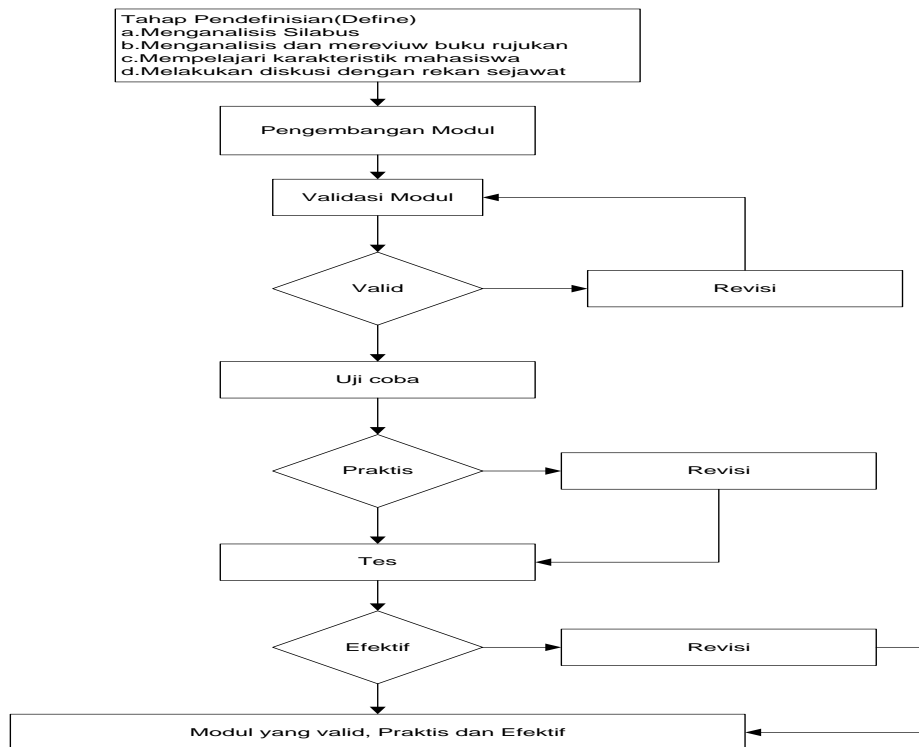 Tahap Pendefinisian(Define)
a.Menganalisis Silabus
b.Menganalisis dan mereviuw buku rujukan
c.Mempelajari karakteristik mahasiswa
d.Melakukan diskusi dengan rekan sejawat
Pengembangan Modul
Validasi Modul
Valid
Revisi
Uji coba
Praktis
Revisi
Tes
Efektif
Revisi
Modul yang valid, Praktis dan Efektif